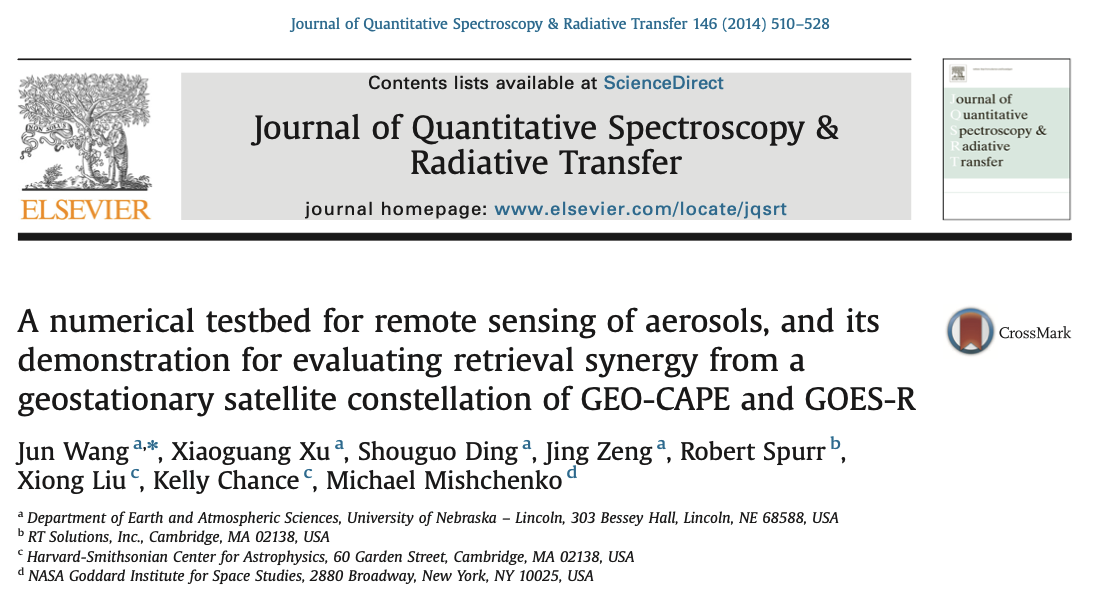 Journal of Quantitative Spectroscopy & Radiative Transfer 146 (2014) 510–528
Contents lists available at ScienceDirect
Journal of Quantitative Spectroscopy &
Radiative Transfer
journal homepage: www.elsevier.com/locate/jqsrt
ELSEVIER
Journal of
Quantitative
Spectroscopy &
Radiative
Transfer
A numerical testbed for remote sensing of aerosols, and its
demonstration for evaluating retrieval synergy from a
geostationary satellite constellation of GEO-CAPE and GOES-R
CrossMark
Jun Wang a,*, Xiaoguang Xu a, Shouguo Ding a, Jing Zeng a, Robert Spurr b,
Xiong Liu c, Kelly Chance c, Michael Mishchenko d
a Department of Earth and Atmospheric Sciences, University of Nebraska – Lincoln, 303 Bessey Hall, Lincoln, NE 68588, USA
b RT Solutions, Inc., Cambridge, MA 02138, USA
c Harvard-Smithsonian Center for Astrophysics, 60 Garden Street, Cambridge, MA 02138, USA
d NASA Goddard Institute for Space Studies, 2880 Broadway, New York, NY 10025, USA